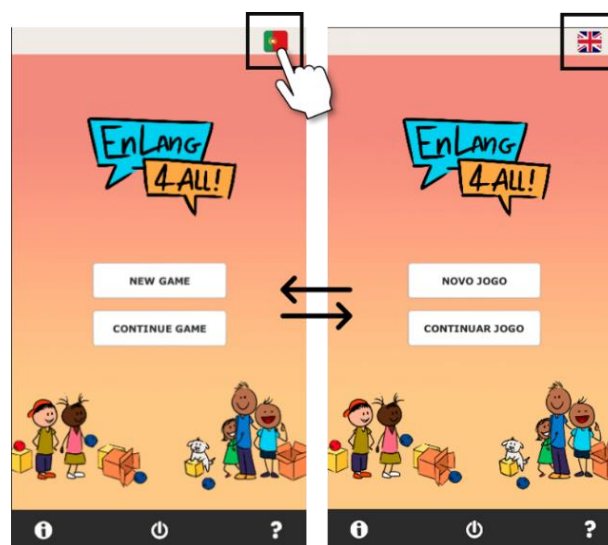 EnLang
4 ALL!
NEW GAME
CONTINUE GAME
EnLang
4 ALL!
NOVO JOGO
CONTINUAR JOGO